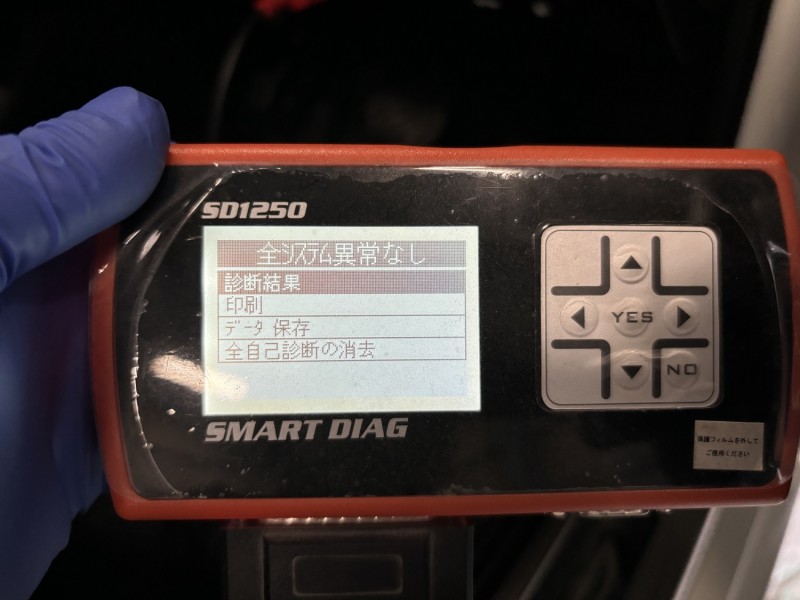 SD1250
全システム異常なし
診断結果
印刷
データ 保存
全自己診断の消去
SMART DIAG
YES
NO
保護フィルムを外して
ご使用ください